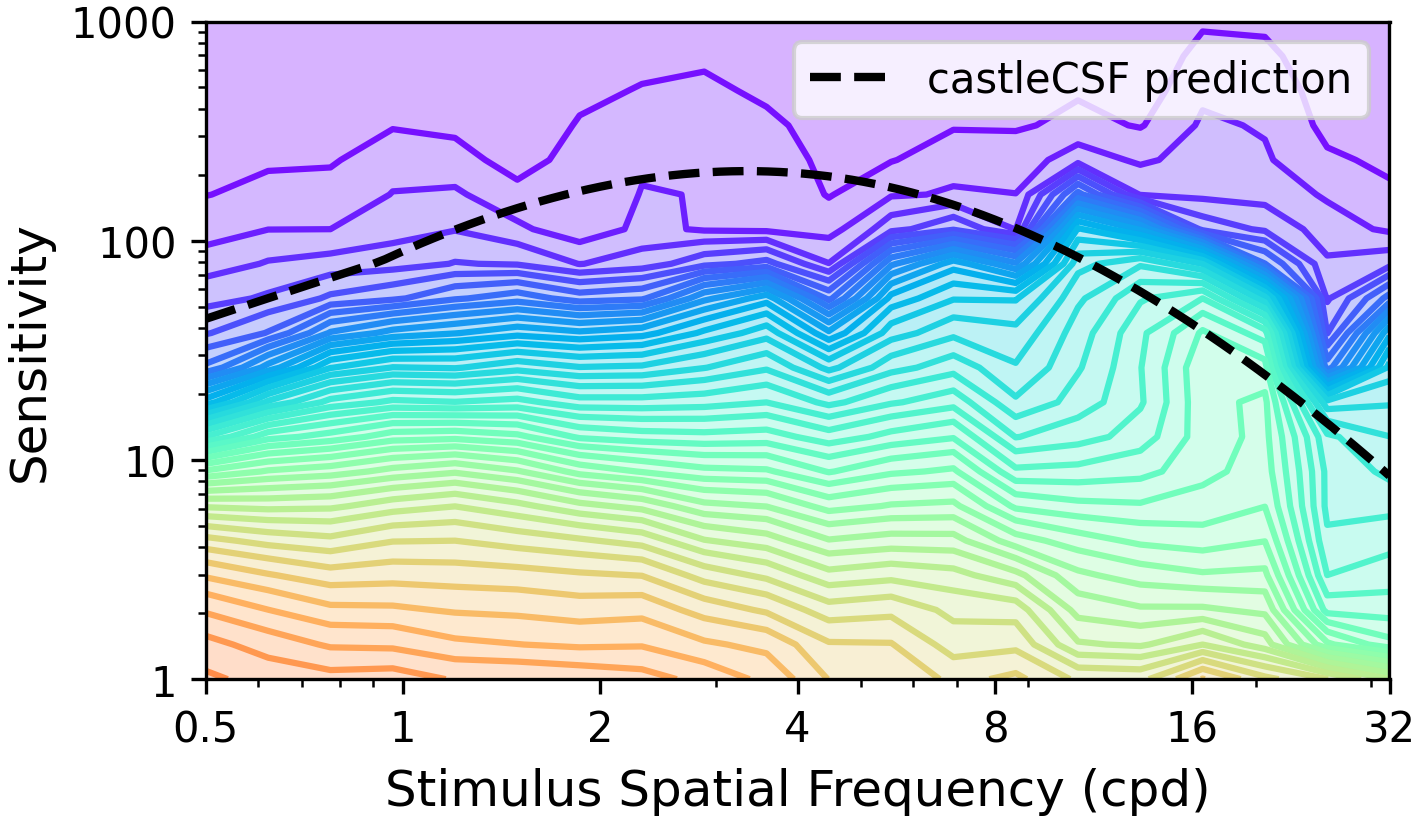 1000
100
10
1
Sensitivity
castleCSF prediction
0.5 1 2 4 8 16 32
Stimulus Spatial Frequency (cpd)